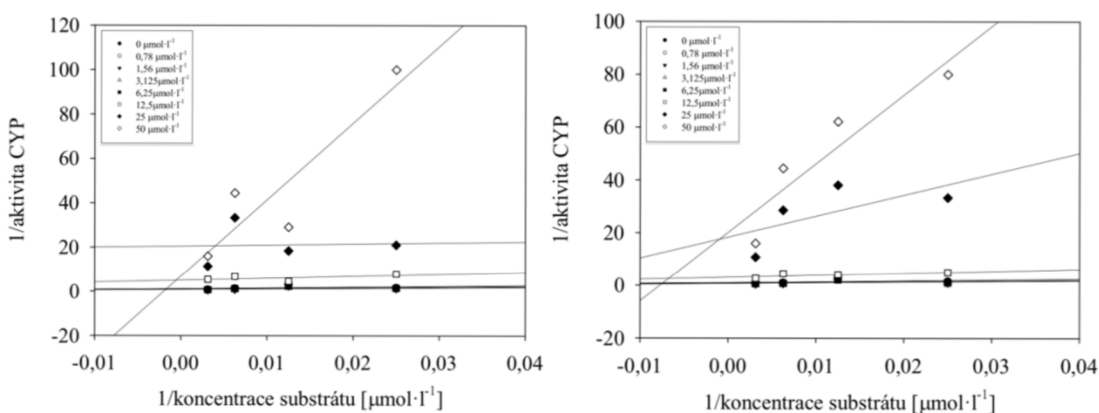 120
100
80
60
40
20
0
-20
1/aktivita CYP
0 µmol·l⁻¹
0,78 µmol·l⁻¹
1,56 µmol·l⁻¹
3,125µmol·l⁻¹
6,25µmol·l⁻¹
12,5µmol·l⁻¹
25 µmol·l⁻¹
50 µmol·l⁻¹
-0,01 0,00 0,01 0,02 0,03 0,04
1/koncentrace substrátu [µmol·l⁻¹]
100
80
60
40
20
0
-20
1/aktivita CYP
0 µmol·l⁻¹
0,78 µmol·l⁻¹
1,56 µmol·l⁻¹
3,125µmol·l⁻¹
6,25µmol·l⁻¹
12,5µmol·l⁻¹
25 µmol·l⁻¹
50 µmol·l⁻¹
-0,01 0,00 0,01 0,02 0,03 0,04
1/koncentrace substrátu [µmol·l⁻¹]